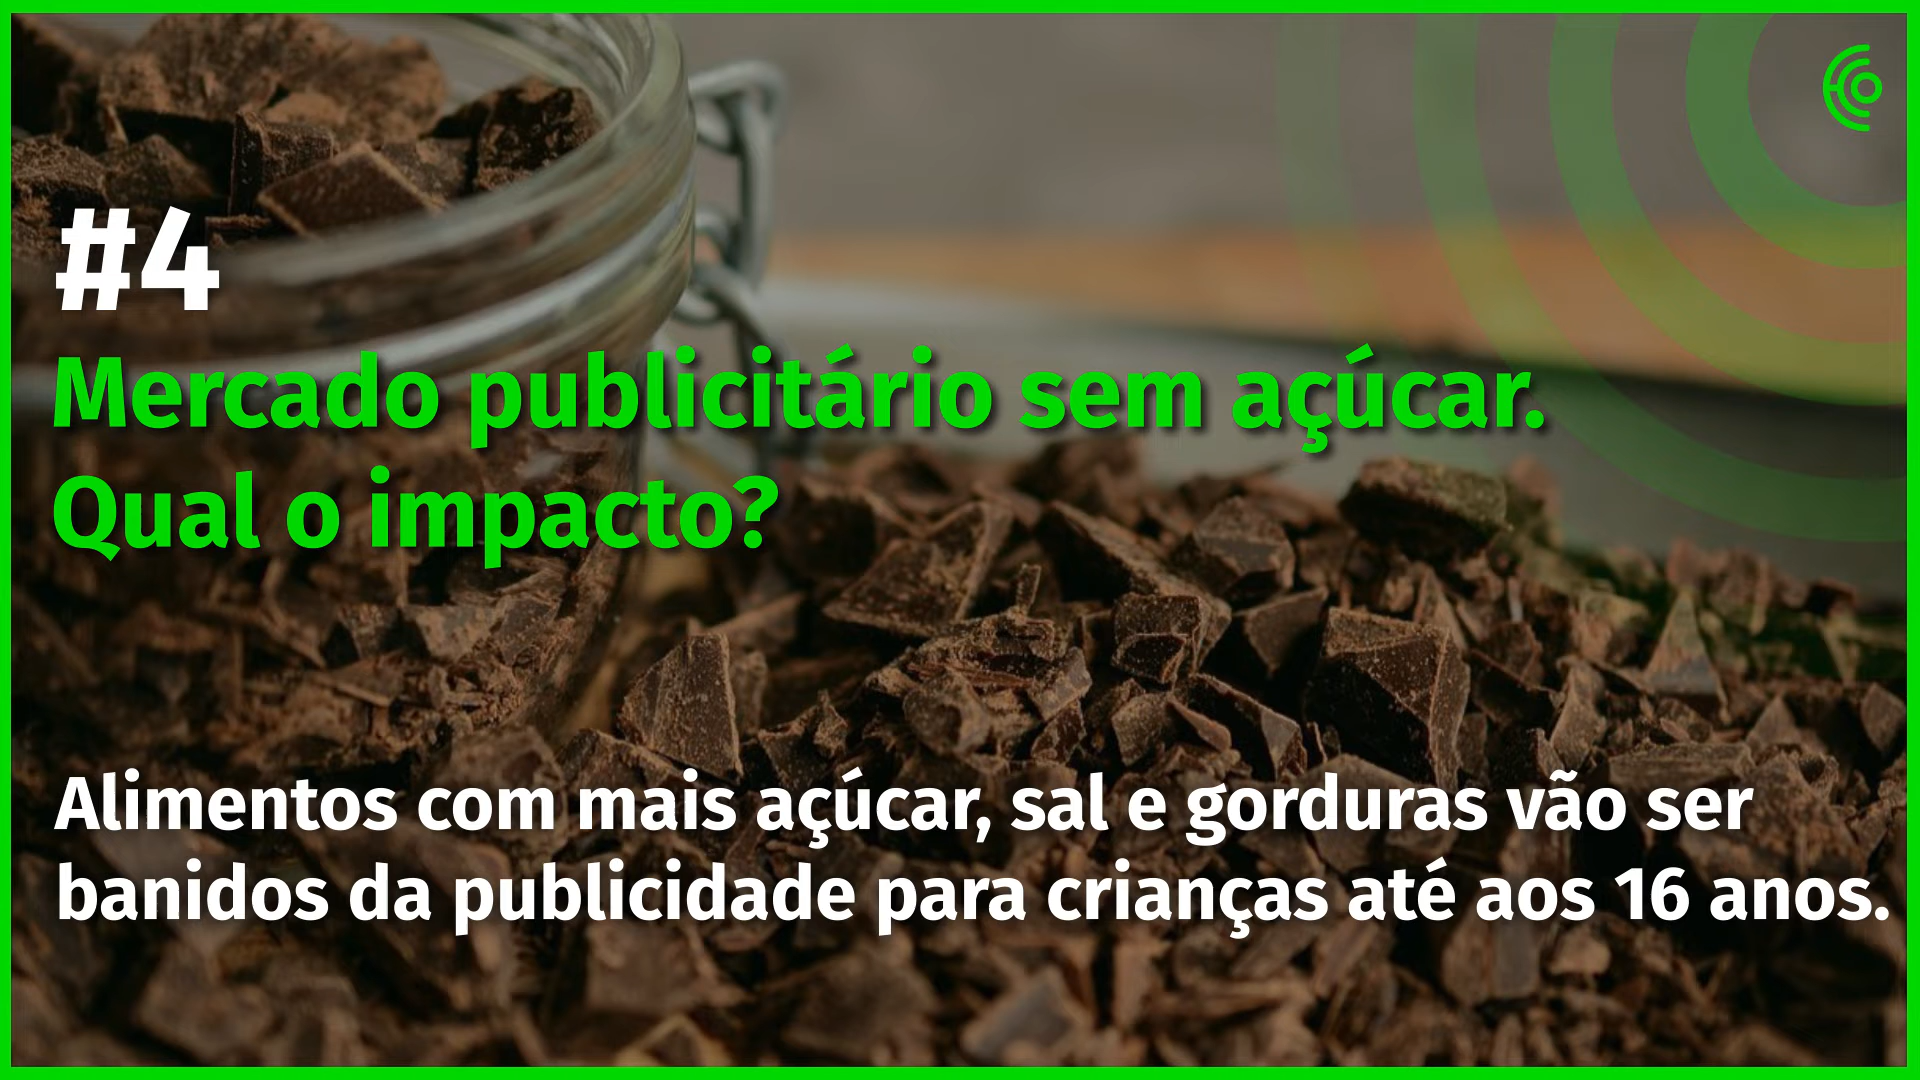 #4
Mercado publicitário sem açúcar.
Qual o impacto?
Alimentos com mais açúcar, sal e gorduras vão ser
banidos da publicidade para crianças até aos 16 anos.